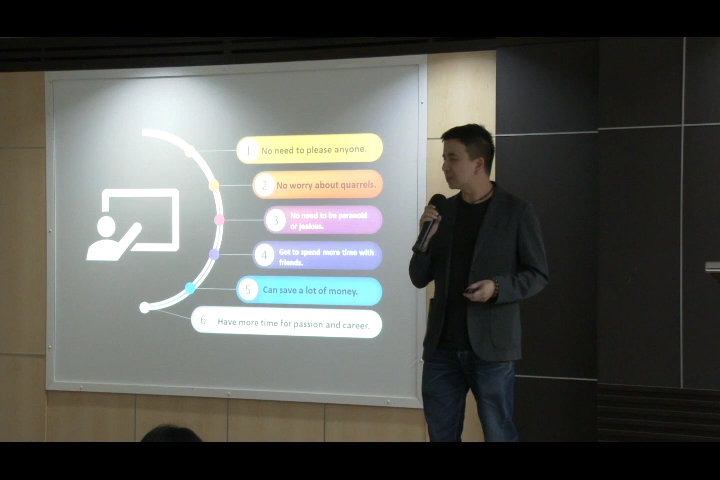 1 No need to please anyone.
2 No worry about quarrels.
3 No need to be paranoid
or jealous.
4 Get to spend more time with
friends.
5 Can save a lot of money.
6 Have more time for passion and career.